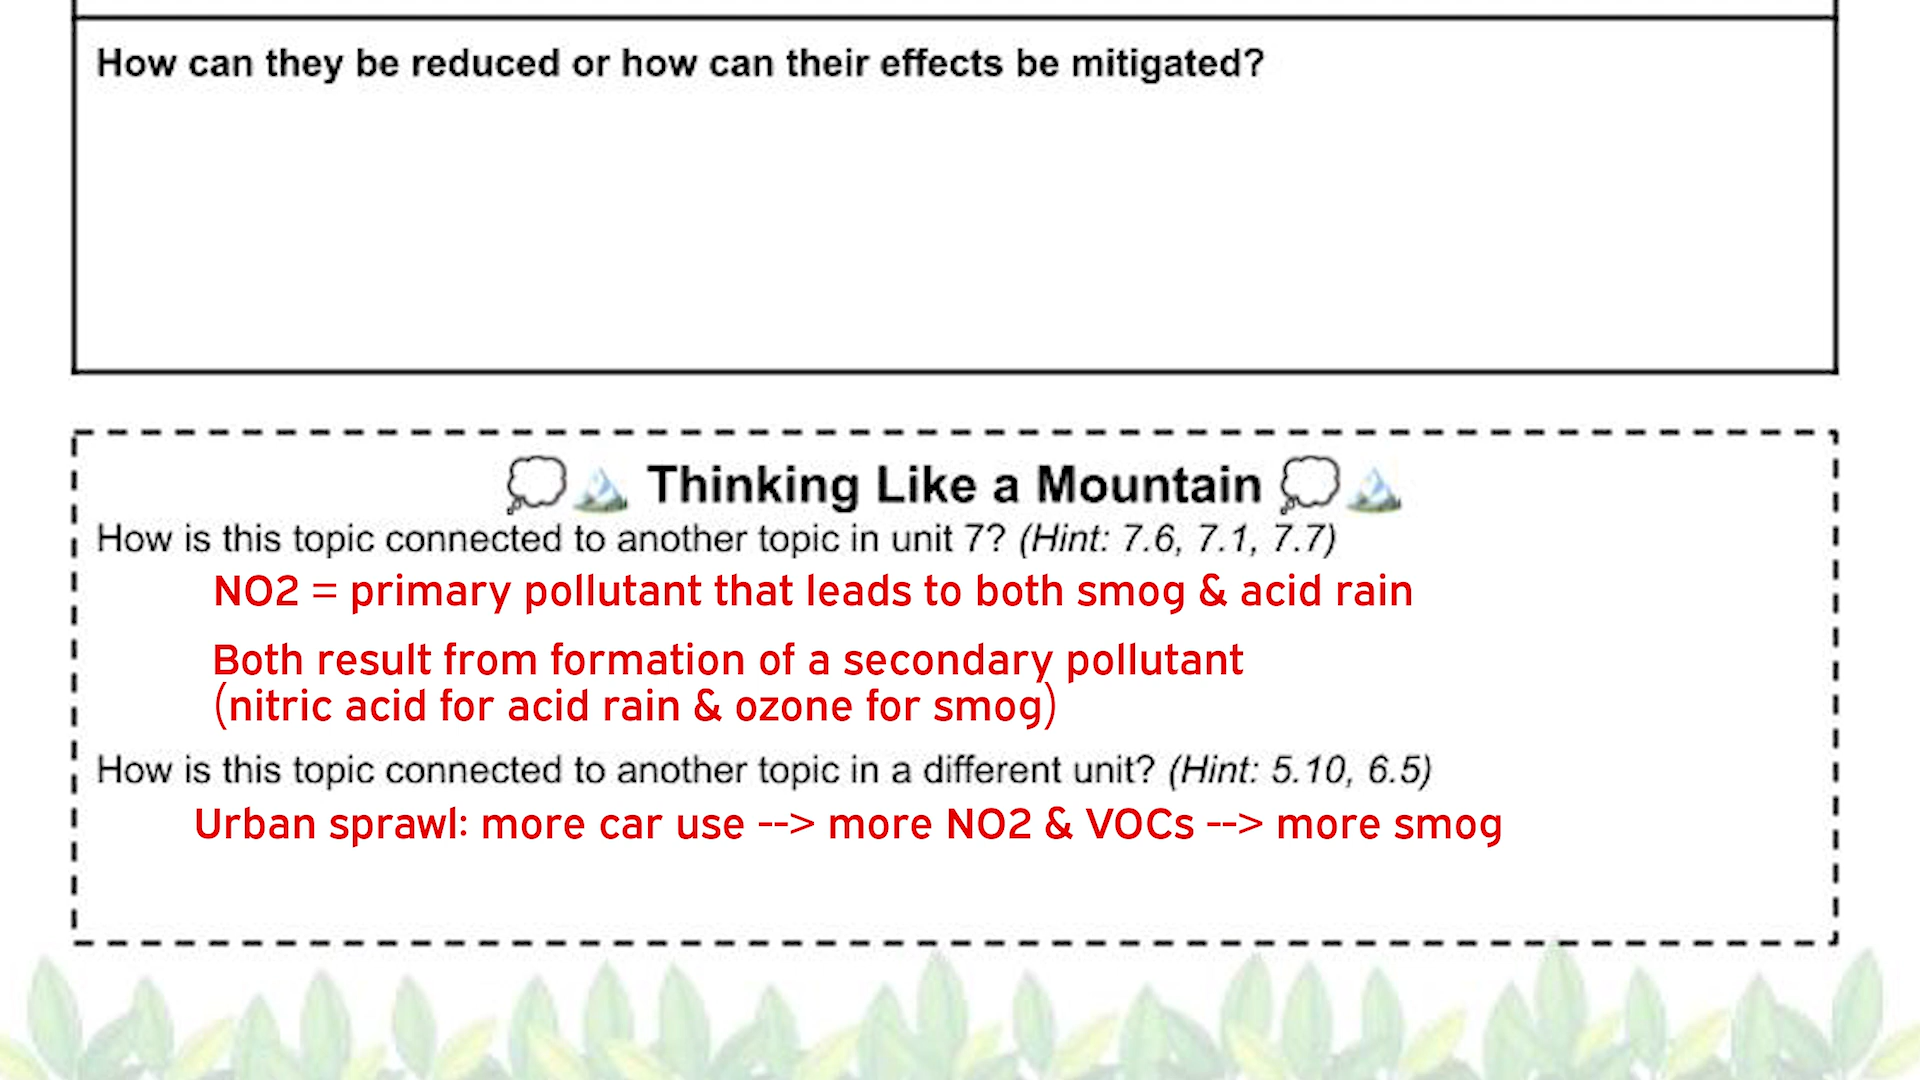 How can they be reduced or how can their effects be mitigated?
Thinking Like a Mountain
How is this topic connected to another topic in unit 7? (Hint: 7.6, 7.1, 7.7)
NO2 = primary pollutant that leads to both smog & acid rain
Both result from formation of a secondary pollutant
(nitric acid for acid rain & ozone for smog)
How is this topic connected to another topic in a different unit? (Hint: 5.10, 6.5)
Urban sprawl: more car use --> more NO2 & VOCs --> more smog